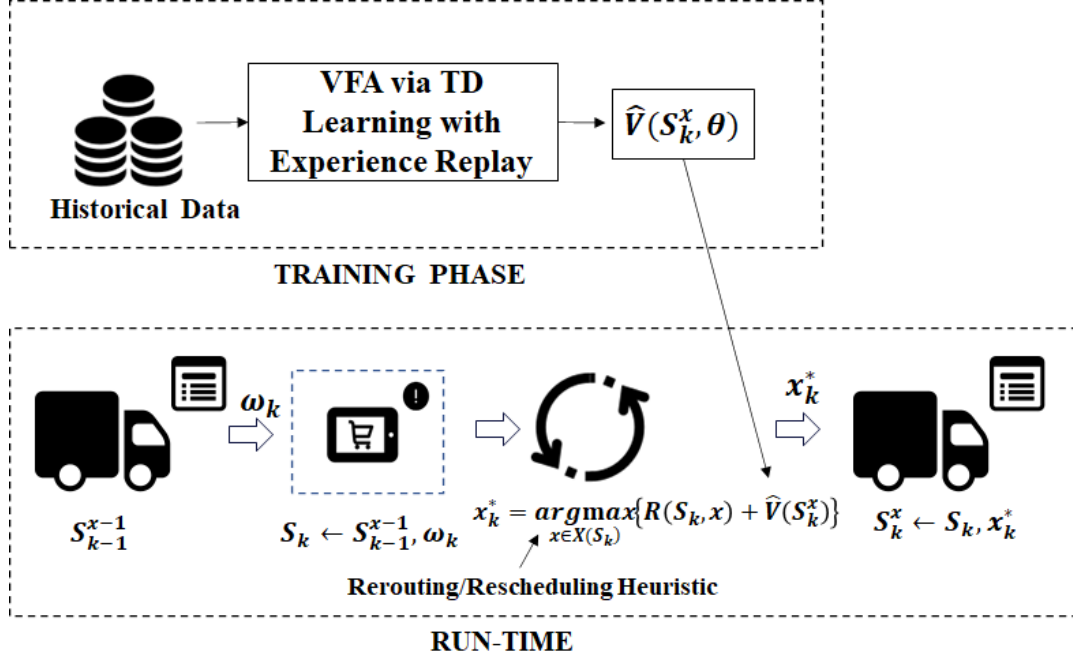 VFA via TD
Learning with
Experience Replay
V̂(S_k^x, θ)
Historical Data
TRAINING PHASE
ω_k
!
x_k^*
S_{k-1}^{x-1}
S_k ← S_{k-1}^{x-1}, ω_k
x_k^* = argmax_{x∈X(S_k)}{R(S_k, x) + V̂(S_k^x)}
S_k^x ← S_k, x_k^*
Rerouting/Rescheduling Heuristic
RUN-TIME